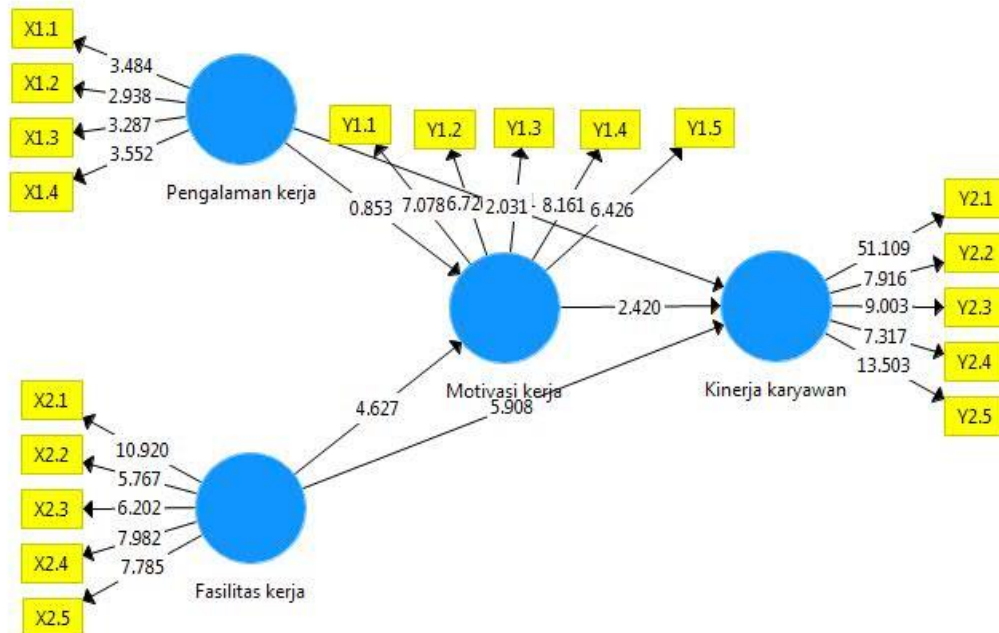 X1.1
3.484
X1.2
2.938
X1.3
3.287
3.552
X1.4
Pengalaman kerja
Y1.1
Y1.2
Y1.3
Y1.4
Y1.5
0.853
7.078
2.031
8.161
6.426
Y2.1
51.109
Y2.2
7.916
9.003
Y2.3
7.317
Y2.4
13.503
Y2.5
2.420
Motivasi kerja
Kinerja karyawan
4.627
5.908
X2.1
10.920
X2.2
5.767
X2.3
6.202
7.982
X2.4
7.785
X2.5
Fasilitas kerja